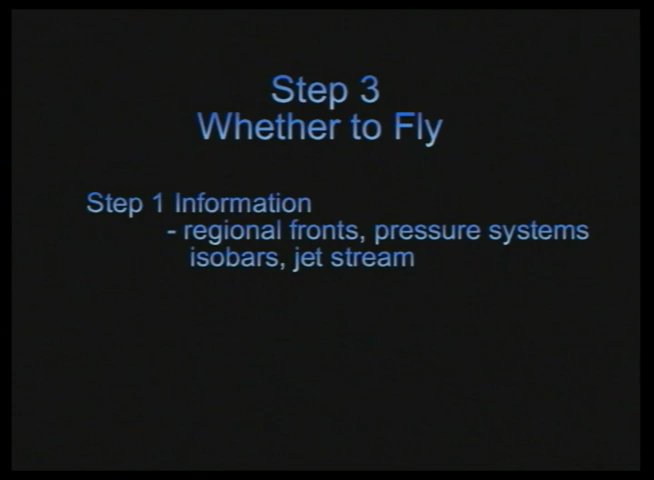 Step 3
Whether to Fly
Step 1 Information
- regional fronts, pressure systems
isobars, jet stream